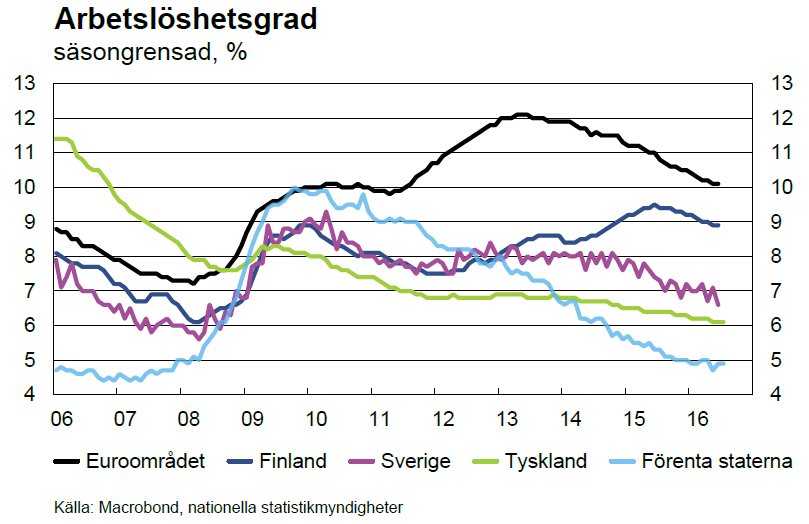 Arbetslöshetsgrad
säsongrensad, %
13 13
12 12
11 11
10 10
9 9
8 8
7 7
6 6
5 5
4 4
06 07 08 09 10 11 12 13 14 15 16
Euroområdet Finland Sverige Tyskland Förenta staterna
Källa: Macrobond, nationella statistikmyndigheter